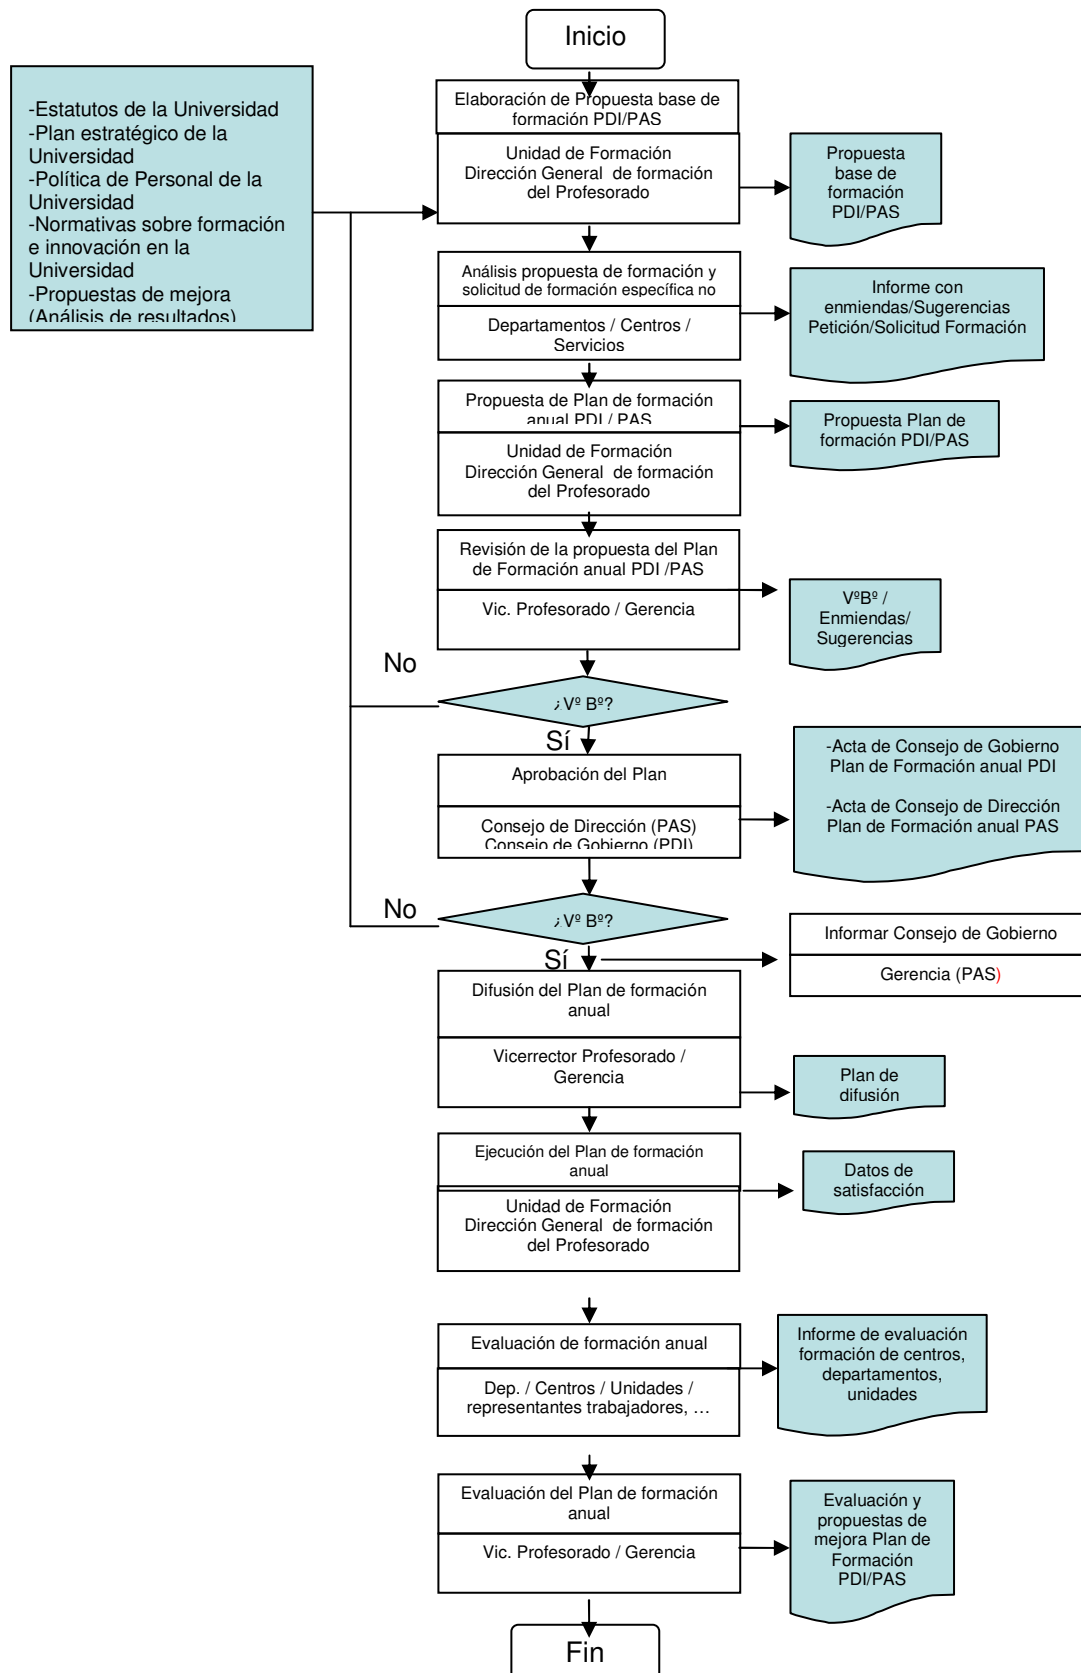 Inicio
-Estatutos de la Universidad
-Plan estratégico de la
Universidad
-Política de Personal de la
Universidad
-Normativas sobre formación
e innovación en la
Universidad
-Propuestas de mejora
(Análisis de resultados)
Elaboración de Propuesta base de
formación PDI/PAS
Unidad de Formación
Dirección General de formación
del Profesorado
Propuesta
base de
formación
PDI/PAS
Análisis propuesta de formación y
solicitud de formación específica no
Departamentos / Centros /
Servicios
Informe con
enmiendas/Sugerencias
Petición/Solicitud Formación
Propuesta de Plan de formación
anual PDI / PAS
Unidad de Formación
Dirección General de formación
del Profesorado
Propuesta Plan de
formación PDI/PAS
Revisión de la propuesta del Plan
de Formación anual PDI /PAS
Vic. Profesorado / Gerencia
VºBº /
Enmiendas/
Sugerencias
No
¿Vº Bº?
Sí
Aprobación del Plan
Consejo de Dirección (PAS)
Consejo de Gobierno (PDI)
-Acta de Consejo de Gobierno
Plan de Formación anual PDI
-Acta de Consejo de Dirección
Plan de Formación anual PAS
No
¿Vº Bº?
Sí
Informar Consejo de Gobierno
Gerencia (PAS)
Difusión del Plan de formación
anual
Vicerrector Profesorado /
Gerencia
Plan de
difusión
Ejecución del Plan de formación
anual
Unidad de Formación
Dirección General de formación
del Profesorado
Datos de
satisfacción
Evaluación de formación anual
Dep. / Centros / Unidades /
representantes trabajadores, …
Informe de evaluación
formación de centros,
departamentos,
unidades
Evaluación del Plan de formación
anual
Vic. Profesorado / Gerencia
Evaluación y
propuestas de
mejora Plan de
Formación
PDI/PAS
Fin